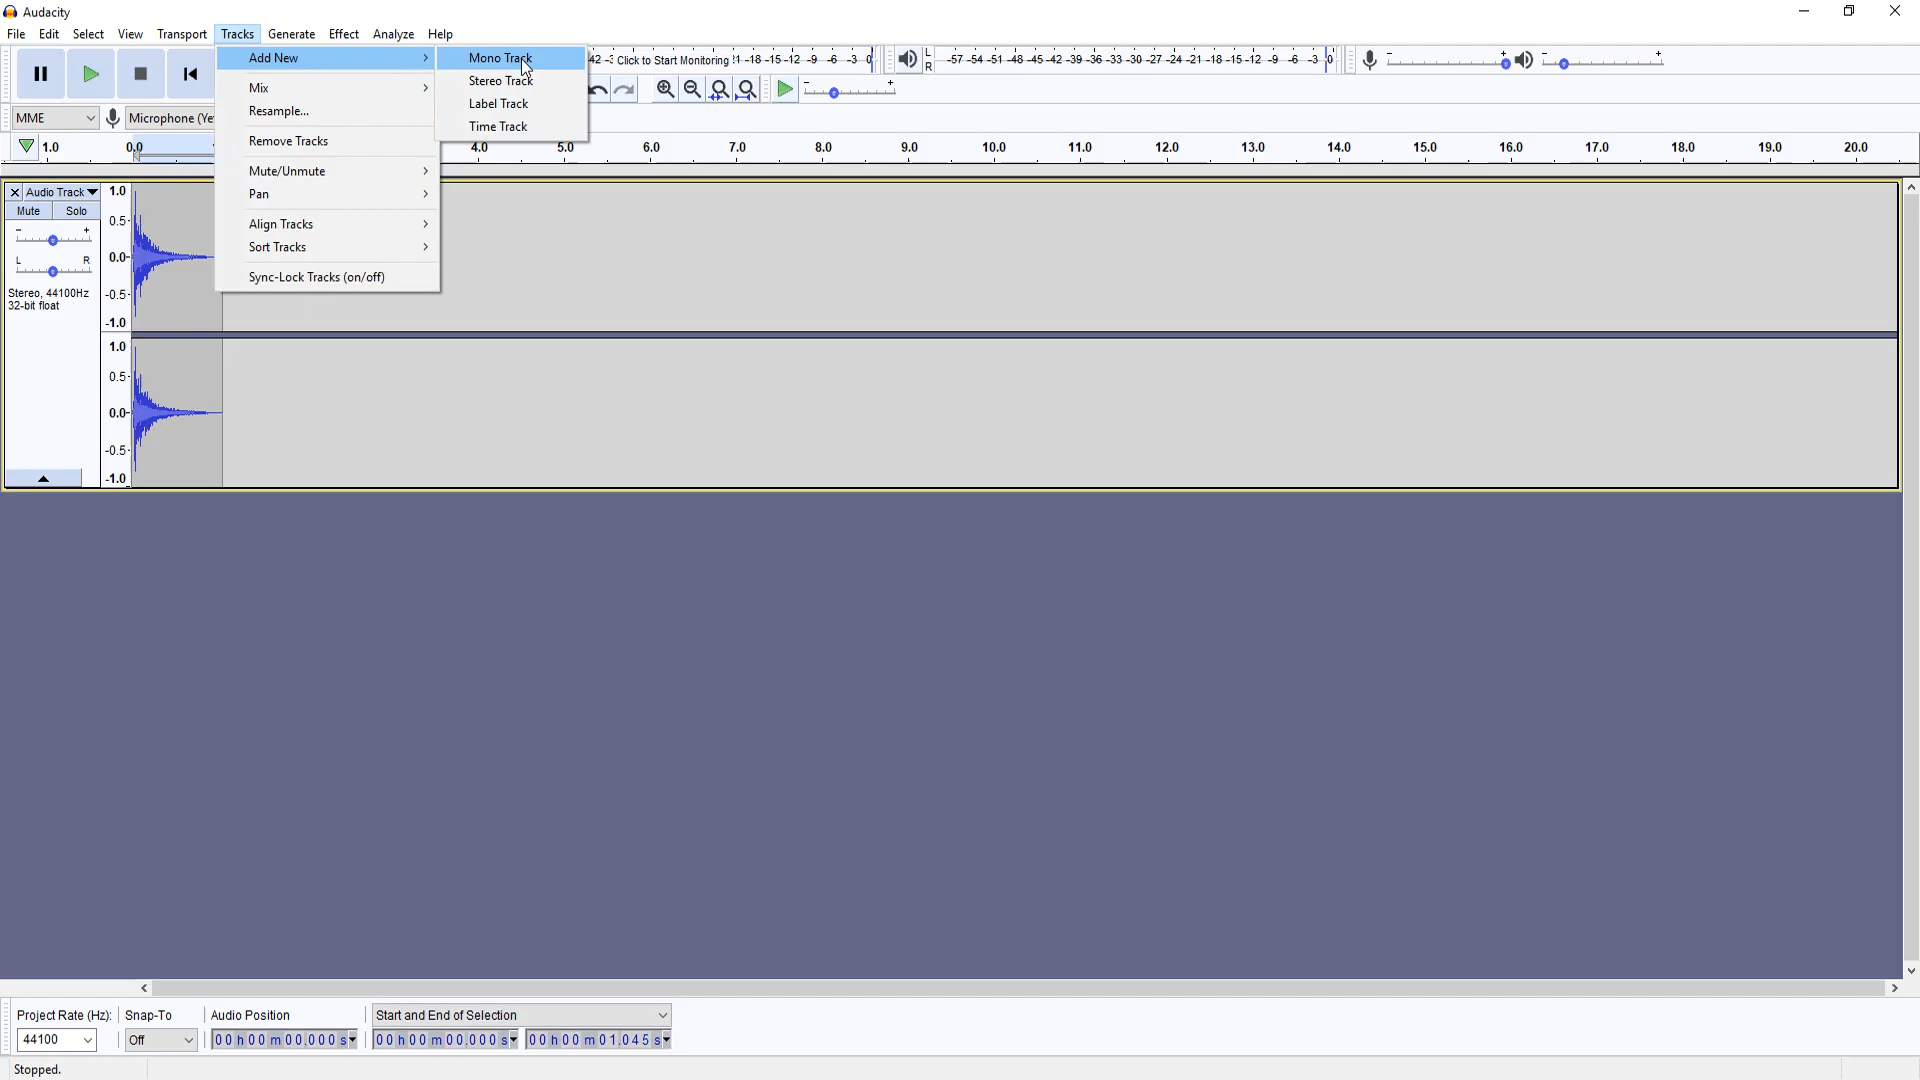 Audacity
File Edit Select View Transport Tracks Generate Effect Analyze Help
Add New
Mix
Resample...
Remove Tracks
Mute/Unmute
Pan
Align Tracks
Sort Tracks
Sync-Lock Tracks (on/off)
Mono Track
Stereo Track
Label Track
Time Track
Click to Start Monitoring -18 -15 -12 -9 -6 -3 0
L
R
-57 -54 -51 -48 -45 -42 -39 -36 -33 -30 -27 -24 -21 -18 -15 -12 -9 -6 -3 0
MME
Microphone (Ye
1.0 0.0 4.0 5.0 6.0 7.0 8.0 9.0 10.0 11.0 12.0 13.0 14.0 15.0 16.0 17.0 18.0 19.0 20.0
Audio Track
Mute Solo
- +
L R
Stereo, 44100Hz
32-bit float
1.0
0.5
0.0
-0.5
-1.0
1.0
0.5
0.0
-0.5
-1.0
Project Rate (Hz): Snap-To Audio Position Start and End of Selection
44100 Off 00 h 00 m 00.000 s 00 h 00 m 00.000 s 00 h 00 m 01.045 s
Stopped.